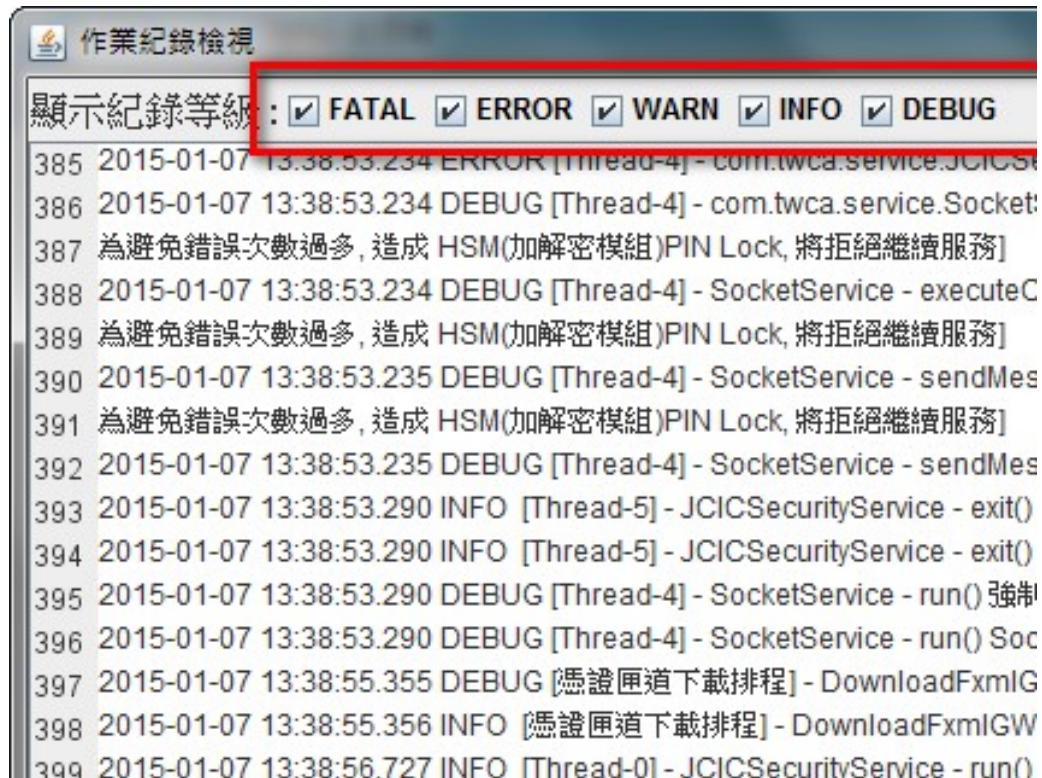 作業紀錄檢視
顯示紀錄等級 : FATAL ERROR WARN INFO DEBUG
385 2015-01-07 13:38:53.234 ERROR [Thread-4] - com.twca.service.JCICSe
386 2015-01-07 13:38:53.234 DEBUG [Thread-4] - com.twca.service.SocketS
387 為避免錯誤次數過多, 造成 HSM(加解密模組)PIN Lock, 將拒絕繼續服務]
388 2015-01-07 13:38:53.234 DEBUG [Thread-4] - SocketService - executeC
389 為避免錯誤次數過多, 造成 HSM(加解密模組)PIN Lock, 將拒絕繼續服務]
390 2015-01-07 13:38:53.235 DEBUG [Thread-4] - SocketService - sendMes
391 為避免錯誤次數過多, 造成 HSM(加解密模組)PIN Lock, 將拒絕繼續服務]
392 2015-01-07 13:38:53.235 DEBUG [Thread-4] - SocketService - sendMes
393 2015-01-07 13:38:53.290 INFO [Thread-5] - JCICSecurityService - exit()
394 2015-01-07 13:38:53.290 INFO [Thread-5] - JCICSecurityService - exit()
395 2015-01-07 13:38:53.290 DEBUG [Thread-4] - SocketService - run() 強制
396 2015-01-07 13:38:53.290 DEBUG [Thread-4] - SocketService - run() Soc
397 2015-01-07 13:38:55.355 DEBUG [憑證匣道下載排程] - DownloadFxmlG
398 2015-01-07 13:38:55.356 INFO [憑證匣道下載排程] - DownloadFxmlGW
399 2015-01-07 13:38:56.727 INFO [Thread-0] - JCICSecurityService - run()